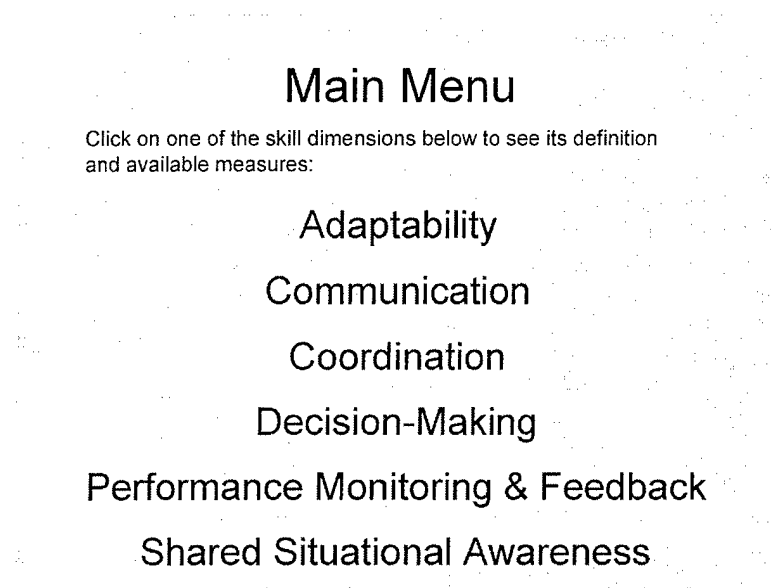 Main Menu
Click on one of the skill dimensions below to see its definition
and available measures:
Adaptability
Communication
Coordination
Decision-Making
Performance Monitoring & Feedback
Shared Situational Awareness